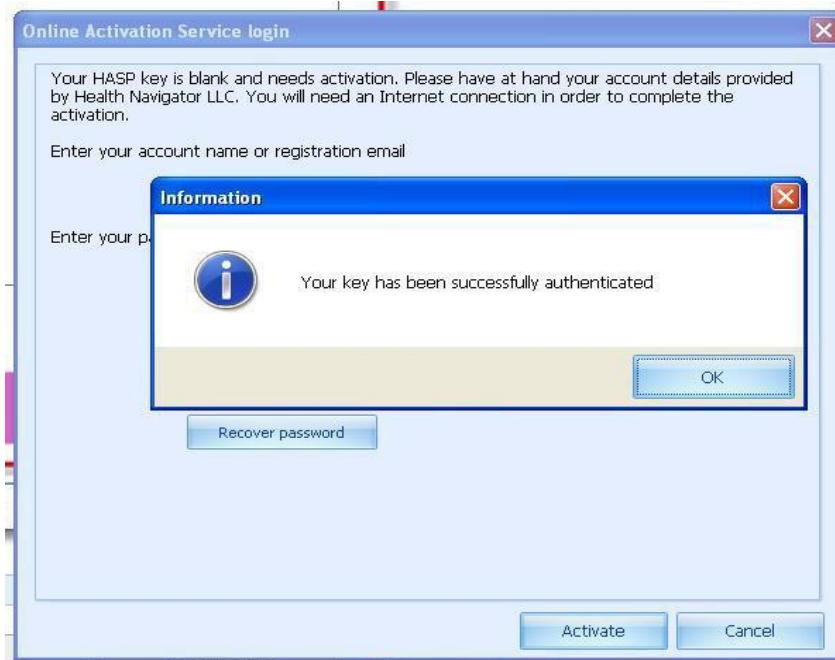 Online Activation Service login
Your HASP key is blank and needs activation. Please have at hand your account details provided
by Health Navigator LLC. You will need an Internet connection in order to complete the
activation.
Enter your account name or registration email
Information
Enter your
Your key has been successfully authenticated
OK
Recover password
Activate
Cancel